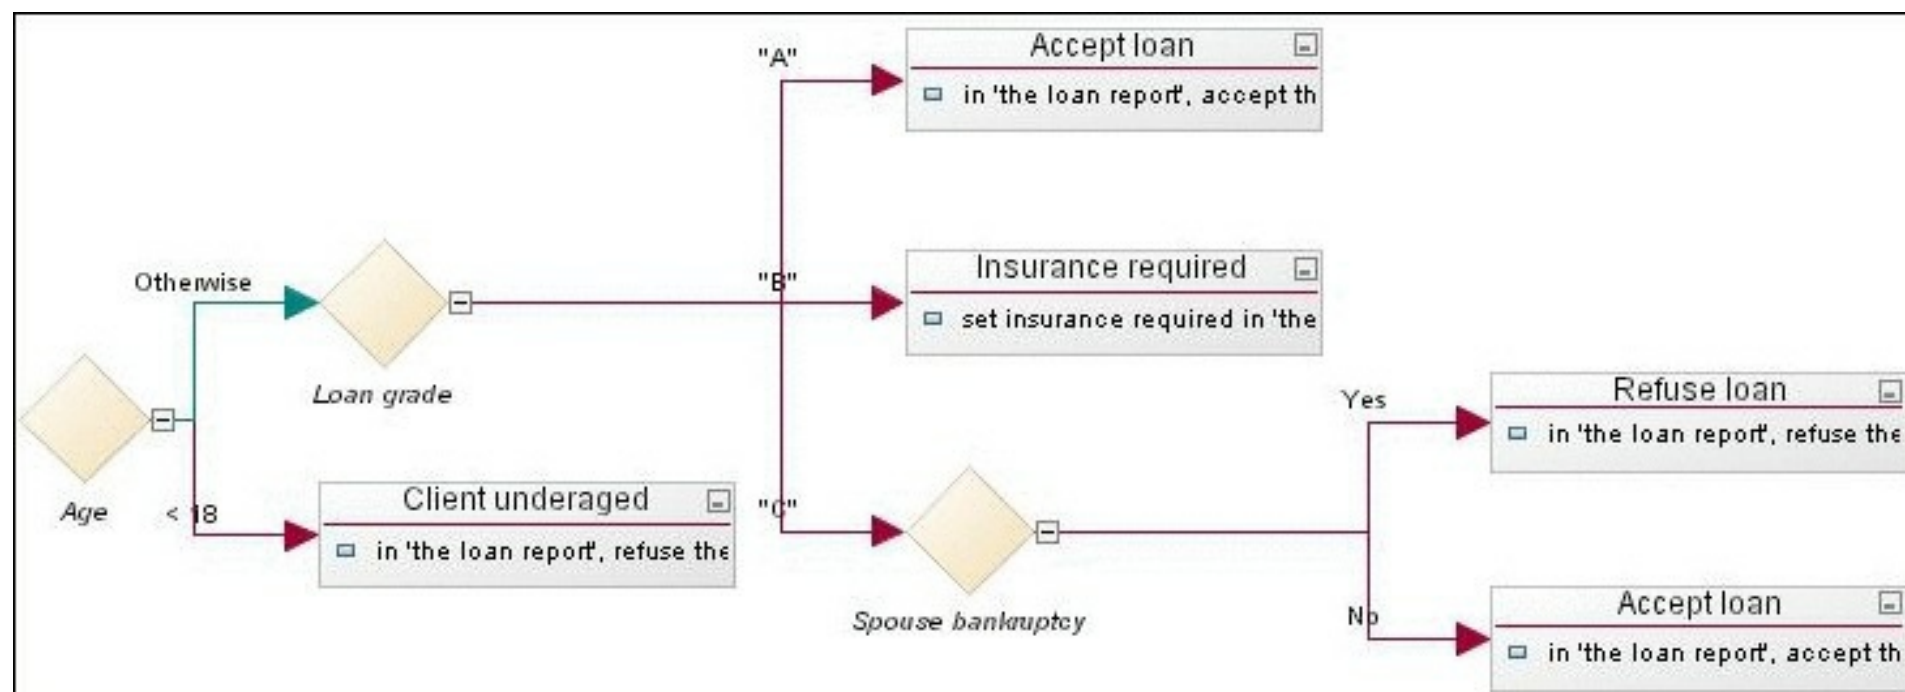 "A"
Accept loan
in 'the loan report', accept th
Otherwise
"B"
Insurance required
set insurance required in 'the
Loan grade
Age
< 18
Client underaged
in 'the loan report', refuse the
"C"
Spouse bankruptcy
Yes
Refuse loan
in 'the loan report', refuse the
No
Accept loan
in 'the loan report', accept th